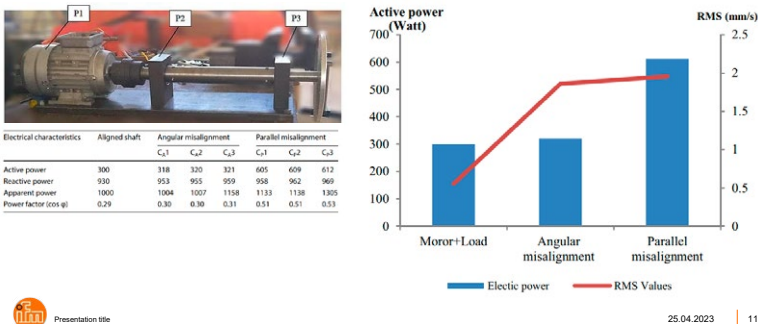 P1
P2
P3
Electrical characteristics Aligned shaft Angular misalignment Parallel misalignment
CA1 CA2 CA3 CP1 CP2 CP3
Active power 300 318 320 321 605 609 612
Reactive power 930 953 955 959 958 962 969
Apparent power 1000 1004 1007 1158 1133 1138 1305
Power factor (cos φ) 0.29 0.30 0.30 0.31 0.51 0.51 0.53
Active power
(Watt)
RMS (mm/s)
700
600
500
400
300
200
100
0
2.5
2
1.5
1
0.5
0
Moror+Load
Angular
misalignment
Parallel
misalignment
Electic power
RMS Values
ifm
Presentation title
25.04.2023
11